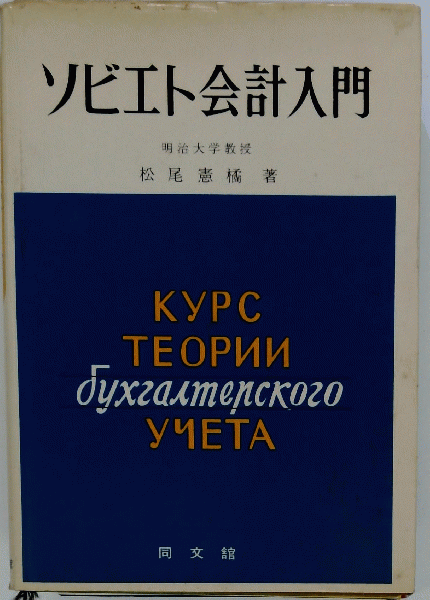 ソビエト会計入門
明治大学教授
松尾憲橘 著
КУРС
ТЕОРИИ
бухгалтерского
УЧЕТА
同文舘